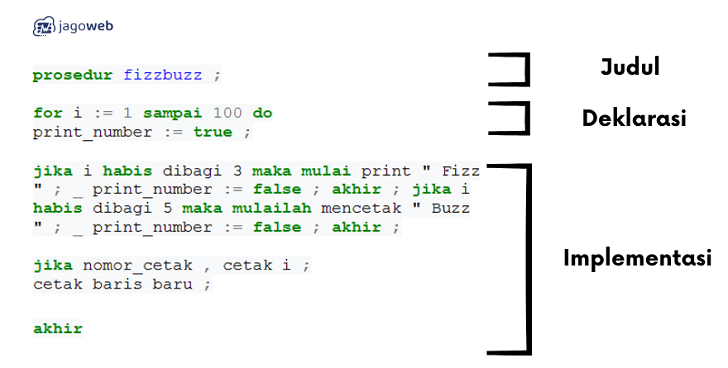 jagoweb
prosedur fizzbuzz ;
Judul
for i := 1 sampai 100 do
print_number := true ;
Deklarasi
jika i habis dibagi 3 maka mulai print " Fizz
" ; _ print_number := false ; akhir ; jika i
habis dibagi 5 maka mulailah mencetak " Buzz
" ; _ print_number := false ; akhir ;
jika nomor_cetak , cetak i ;
cetak baris baru ;
akhir
Implementasi